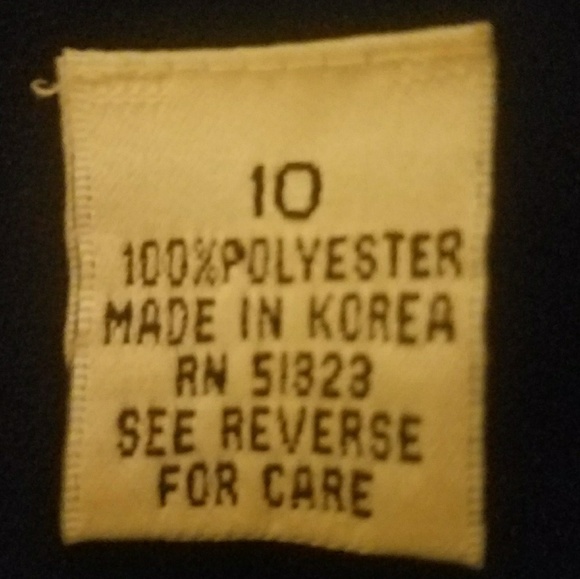 10
100%POLYESTER
MADE IN KOREA
RN 51323
SEE REVERSE
FOR CARE